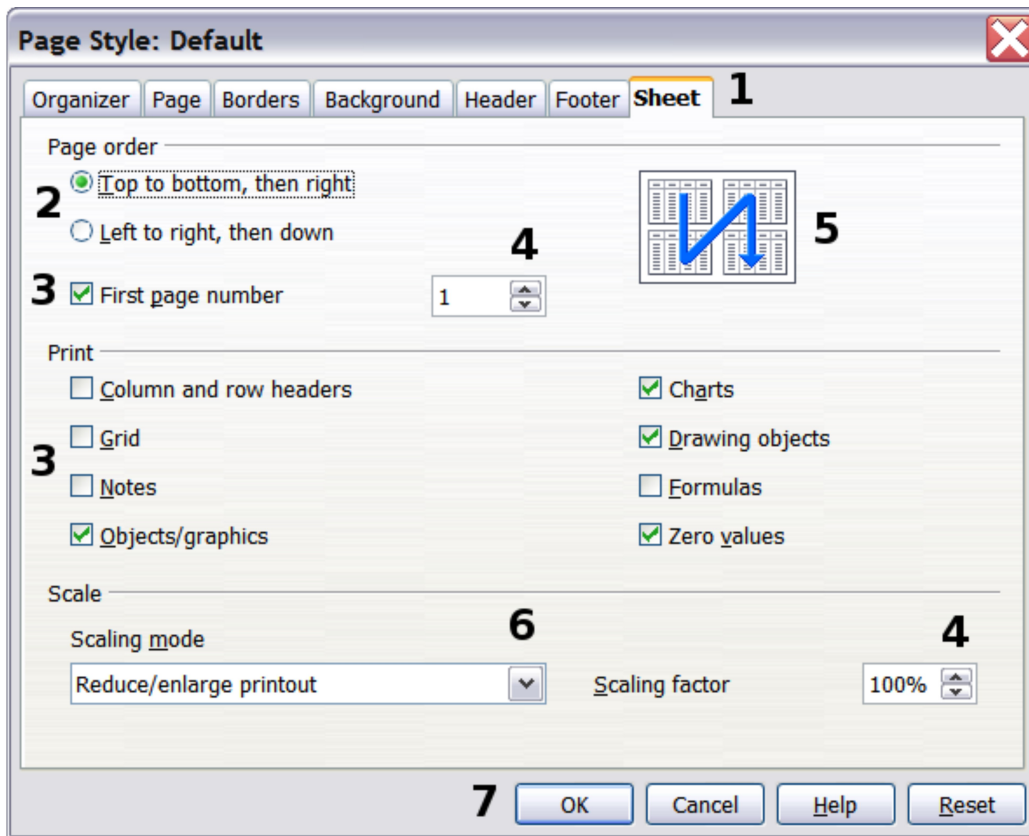 Page Style: Default
Organizer Page Borders Background Header Footer Sheet 1
Page order
2 Top to bottom, then right
Left to right, then down
4 5
3 First page number 1
Print
Column and row headers Charts
Grid Drawing objects
3
Notes Formulas
Objects/graphics Zero values
Scale
6 4
Scaling mode
Reduce/enlarge printout Scaling factor 100%
7 OK Cancel Help Reset